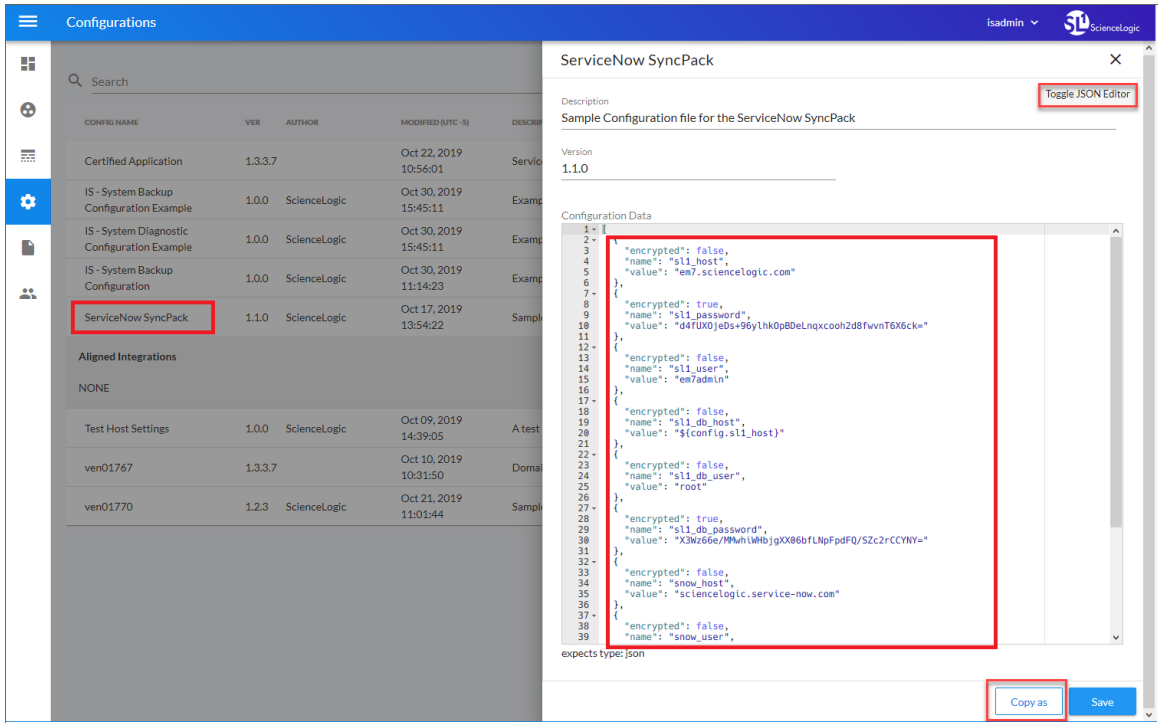 Configurations
isadmin
SL1 ScienceLogic
Search
CONFIG NAME VER AUTHOR MODIFIED (UTC -5) DESCRIP
Certified Application 1.3.3.7 Oct 22, 2019 10:56:01 Service
IS - System Backup Configuration Example 1.0.0 ScienceLogic Oct 30, 2019 15:45:11 Examp
IS - System Diagnostic Configuration Example 1.0.0 ScienceLogic Oct 30, 2019 15:45:11 Examp
IS - System Backup Configuration 1.0.0 ScienceLogic Oct 30, 2019 11:14:23 Examp
ServiceNow SyncPack 1.1.0 ScienceLogic Oct 17, 2019 13:54:22 Sample
Aligned Integrations
NONE
Test Host Settings 1.0.0 ScienceLogic Oct 09, 2019 14:39:05 A test
ven01767 1.3.3.7 Oct 10, 2019 10:31:50 Domai
ven01770 1.2.3 ScienceLogic Oct 21, 2019 11:01:44 Sample
ServiceNow SyncPack
Toggle JSON Editor
Description
Sample Configuration file for the ServiceNow SyncPack
Version
1.1.0
Configuration Data
1 [
2 {
3 "encrypted": false,
4 "name": "sl1_host",
5 "value": "em7.sciencelogic.com"
6 },
7 {
8 "encrypted": true,
9 "name": "sl1_password",
10 "value": "d4fUXOjeDs+96ylhkOpBDeLnqxcooh2d8fwvnT6X6ck="
11 },
12 {
13 "encrypted": false,
14 "name": "sl1_user",
15 "value": "em7admin"
16 },
17 {
18 "encrypted": false,
19 "name": "sl1_db_host",
20 "value": "${config.sl1_host}"
21 },
22 {
23 "encrypted": false,
24 "name": "sl1_db_user",
25 "value": "root"
26 },
27 {
28 "encrypted": true,
29 "name": "sl1_db_password",
30 "value": "X3Wz66e/MMwhiWHbjgXX06bfLNpFpdFQ/SZc2rCCYNY="
31 },
32 {
33 "encrypted": false,
34 "name": "snow_host",
35 "value": "sciencelogic.service-now.com"
36 },
37 {
38 "encrypted": false,
39 "name": "snow_user",
expects type: json
Copy as
Save